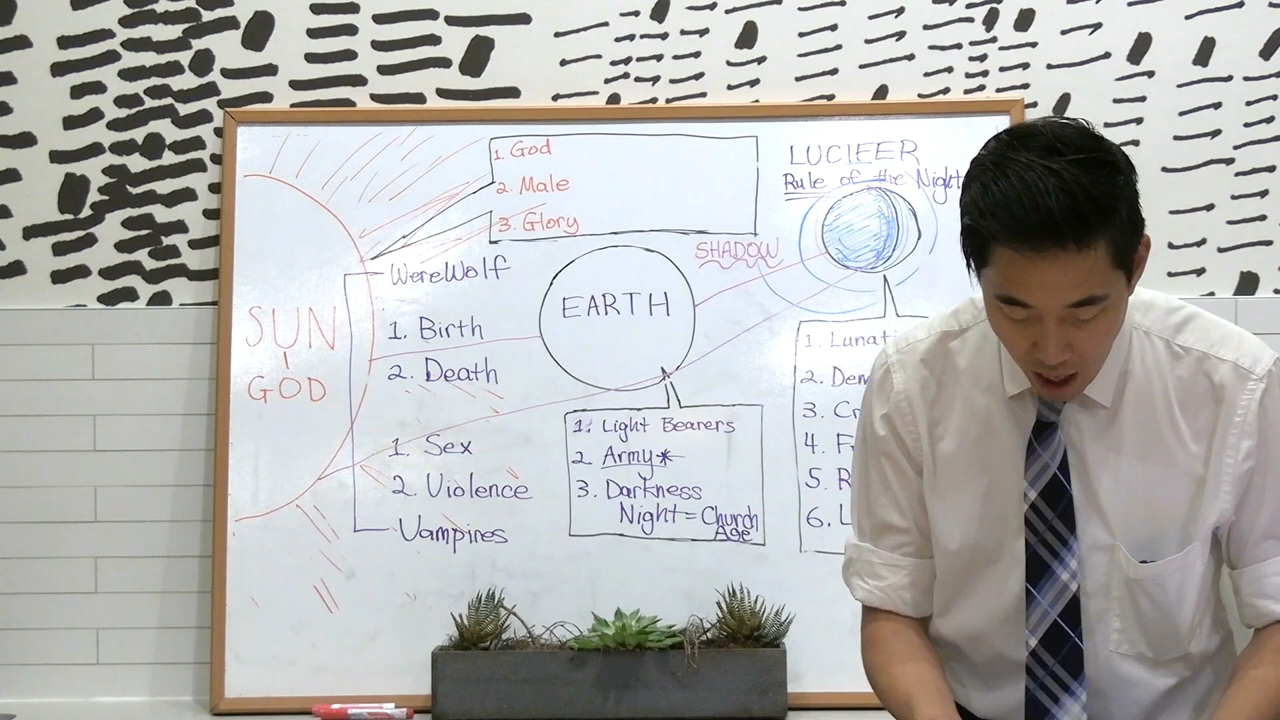 1. God
2. Male
3. Glory
LUCIFER
Rule of the Night
SHADOW
WereWolf
EARTH
SUN
GOD
1. Birth
2. Death
1. Sex
2. Violence
Vampires
1. Light Bearers
2 Army*
3. Darkness
Night = Church
Age
1. Lunati
2. Dem
3. Cr
4. F
5. R
6. L